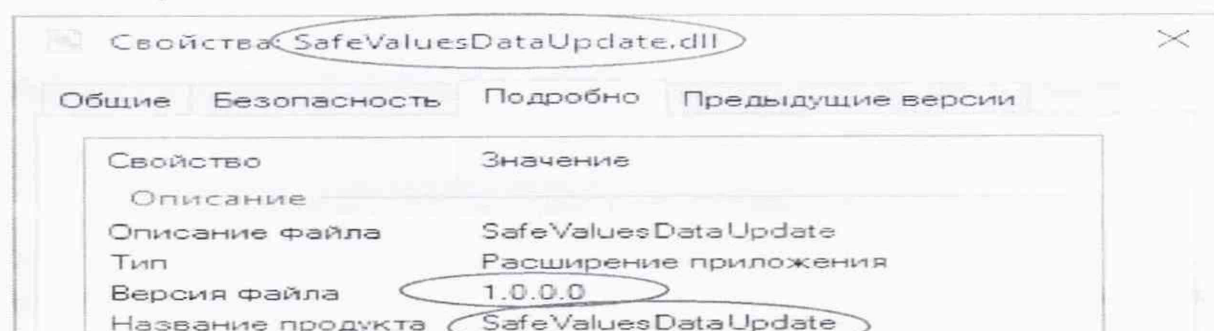 Свойства: SafeValuesDataUpdate.dll
Общие Безопасность Подробно Предыдущие версии
Свойство Значение
Описание
Описание файла SafeValuesDataUpdate
Тип Расширение приложения
Версия файла 1.0.0.0
Название продукта SafeValuesDataUpdate